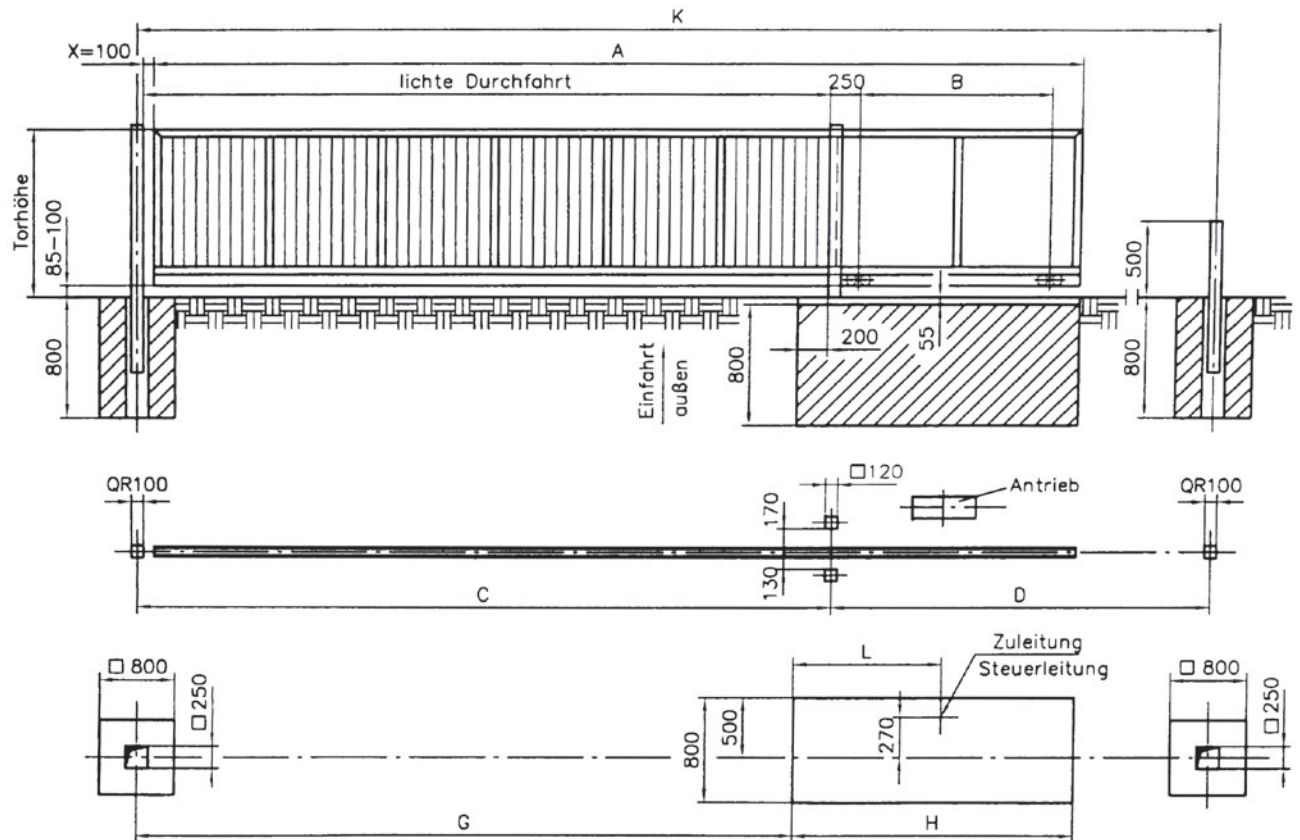 K
X=100
A
lichte Durchfahrt
250
B
Torhöhe
85-100
500
800
200
55
800
800
Einfahrt
außen
□120
QR100
170
Antrieb
QR100
130
C
D
Zuleitung
Steuerleitung
□ 800
L
□ 800
□ 250
500
270
□ 250
800
G
H